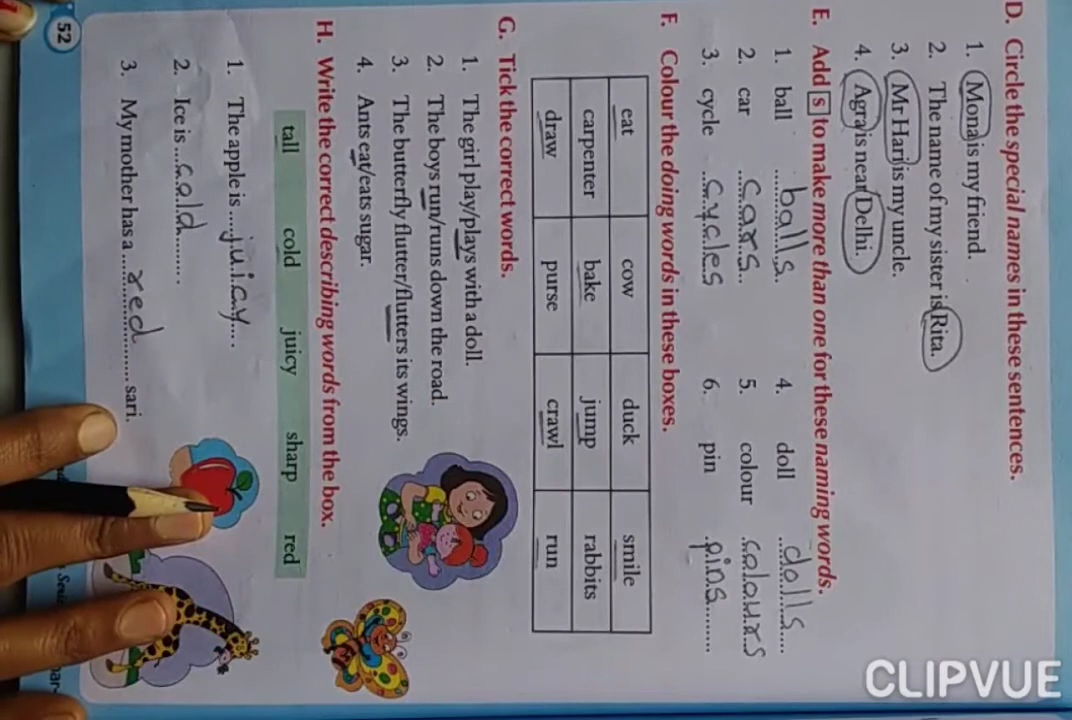 D. Circle the special names in these sentences.
1. Mona is my friend.
2. The name of my sister is Rita.
3. Mr Hari is my uncle.
4. Agra is near Delhi.
E. Add s to make more than one for these naming words.
1. ball balls. 4. doll dolls
2. car cars. 5. colour colours
3. cycle cycles 6. pin pins
F. Colour the doing words in these boxes.
eat cow duck smile
carpenter bake jump rabbits
draw purse crawl run
G. Tick the correct words.
1. The girl play/plays with a doll.
2. The boys run/runs down the road.
3. The butterfly flutter/flutters its wings.
4. Ants eat/eats sugar.
H. Write the correct describing words from the box.
tall cold juicy sharp red
1. The apple is juicy
2. Ice is cold
3. My mother has a red sari.
52
CLIPVUE